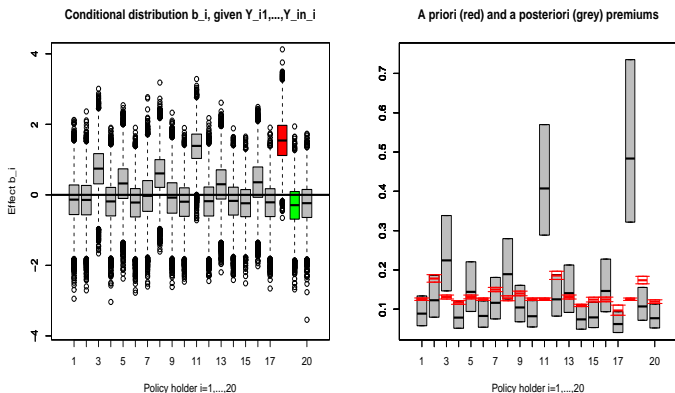 Conditional distribution b_i, given Y_i1,...,Y_in_i
Effect b_i
4
2
0
-2
-4
1 3 5 7 9 11 13 15 17 20
Policy holder i=1,...,20
A priori (red) and a posteriori (grey) premiums
0.7
0.6
0.5
0.4
0.3
0.2
0.1
1 3 5 7 9 11 13 15 17 20
Policy holder i=1,...,20